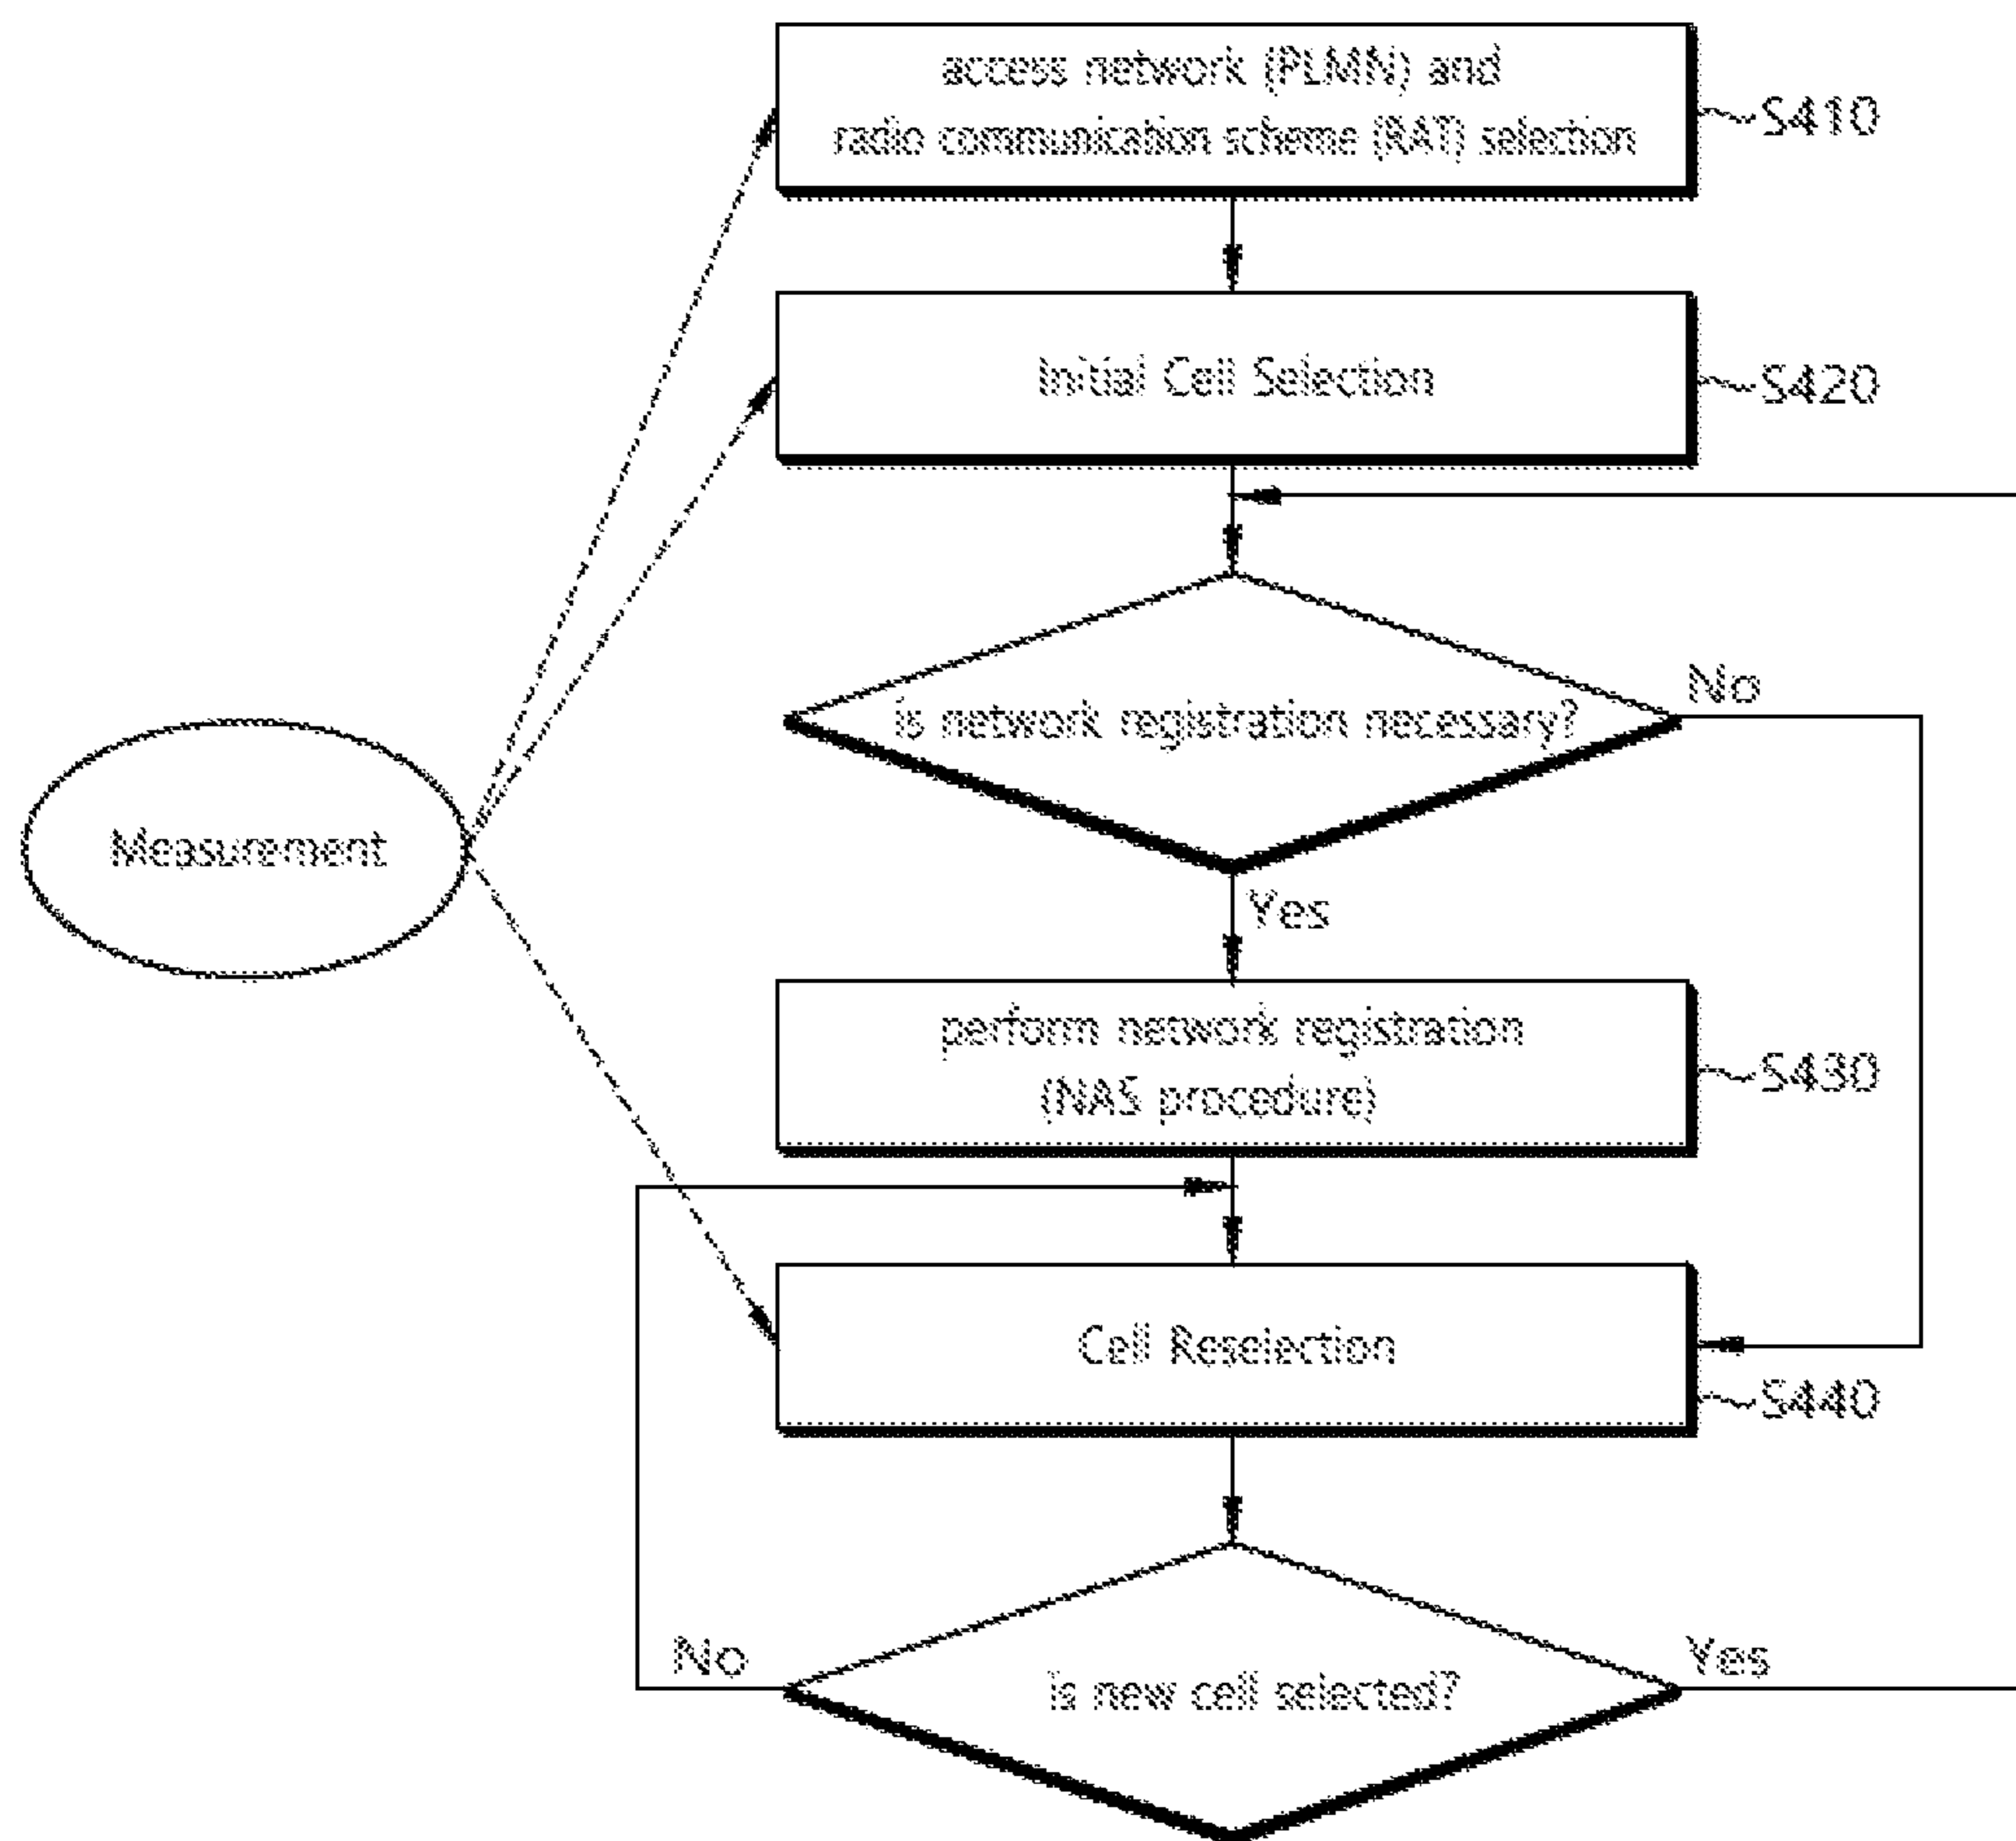 access network (PLMN) and
radio communication scheme (RAT) selection
S410
Initial Cell Selection
S420
is network registration necessary?
No
Measurement
Yes
perform network registration
(NAS procedure)
S430
Cell Reselection
S440
No
is new cell selected?
Yes